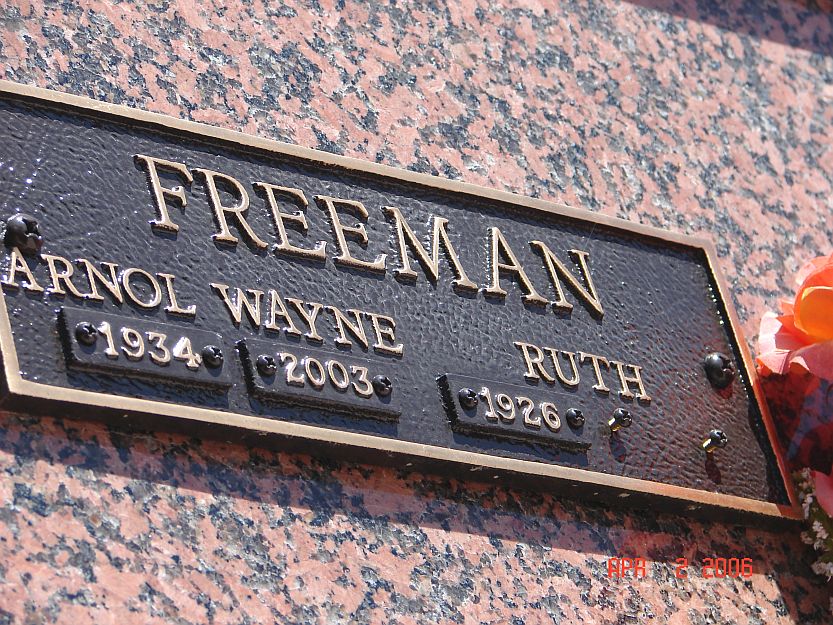 FREEMAN
ARNOL WAYNE RUTH
1934 2003 1926
APR 2 2006